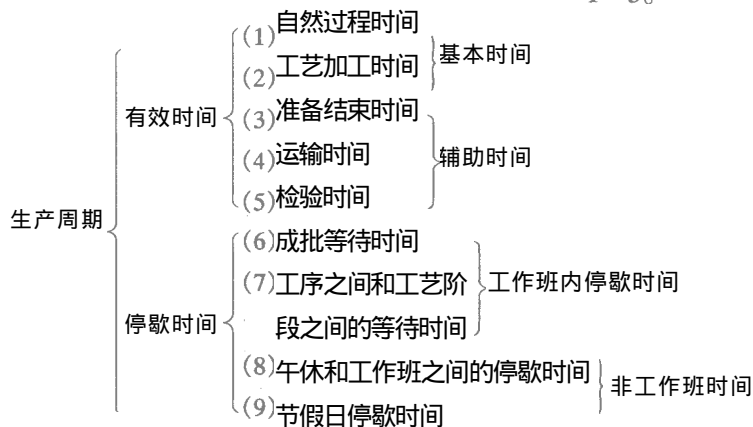 (1)自然过程时间
(2)工艺加工时间
基本时间
(3)准备结束时间
有效时间
(4)运输时间
辅助时间
(5)检验时间
生产周期
(6)成批等待时间
(7)工序之间和工艺阶
段之间的等待时间
工作班内停歇时间
停歇时间
(8)午休和工作班之间的停歇时间
(9)节假日停歇时间
非工作班时间